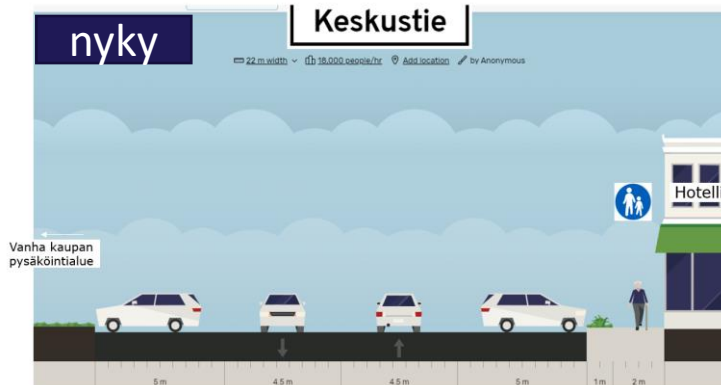 nyky
Keskustie
22 m width 18,000 people/hr Add location by Anonymous
Hotelli
Vanha kaupan
pysäköintialue
5 m 4.5 m 4.5 m 5 m 1 m 2 m